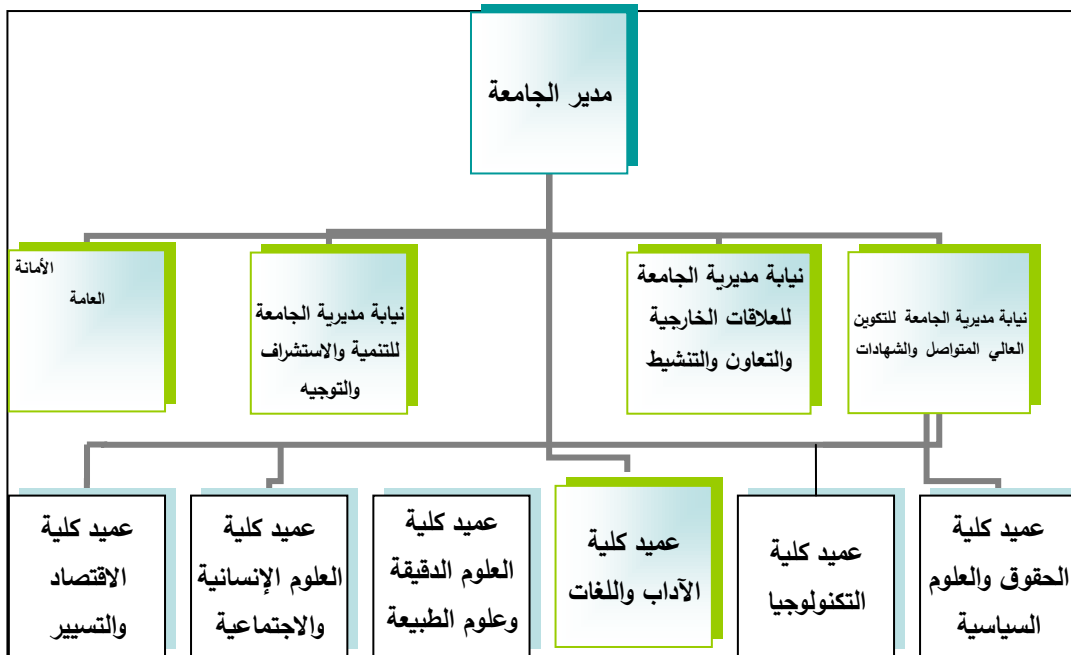 مدير الجامعة
نيابة مديرية الجامعة للتكوين
العالي المتواصل والشهادات
نيابة مديرية الجامعة
للعلاقات الخارجية
والتعاون والتنشيط
نيابة مديرية الجامعة
للتنمية والاستشراف
والتوجيه
الأمانة
العامة
عميد كلية
الحقوق والعلوم
السياسية
عميد كلية
التكنولوجيا
عميد كلية
الآداب واللغات
عميد كلية
العلوم الدقيقة
وعلوم الطبيعة
عميد كلية
العلوم الإنسانية
والاجتماعية
عميد كلية
الاقتصاد
والتسيير